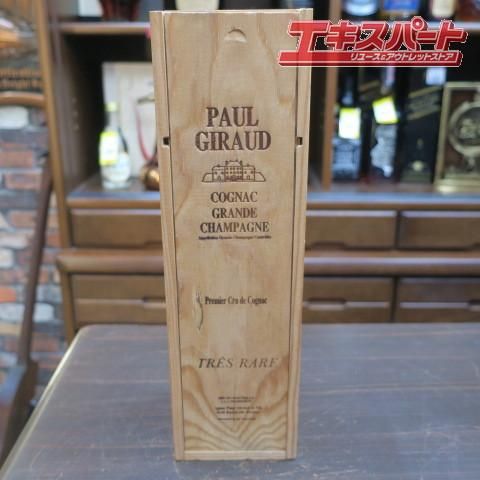 エキスパート
リユース&アウトレットストア
PAUL
GIRAUD
COGNAC
GRANDE
CHAMPAGNE
Appellation Grande Champagne Contrôlée
Premier Cru de Cognac
TRÈS RARE